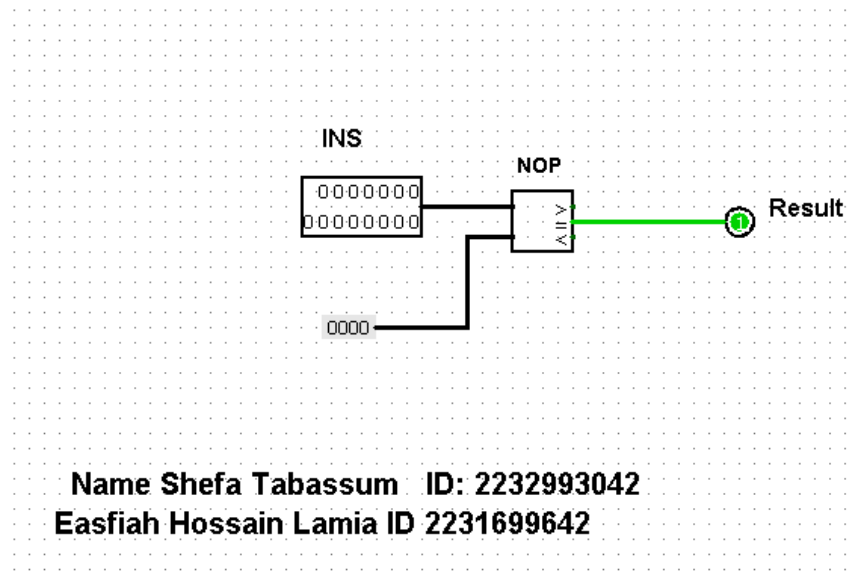 INS
NOP
0000000
00000000
>
=
<
1
Result
0000
Name Shefa Tabassum ID: 2232993042
Easfiah Hossain Lamia ID 2231699642